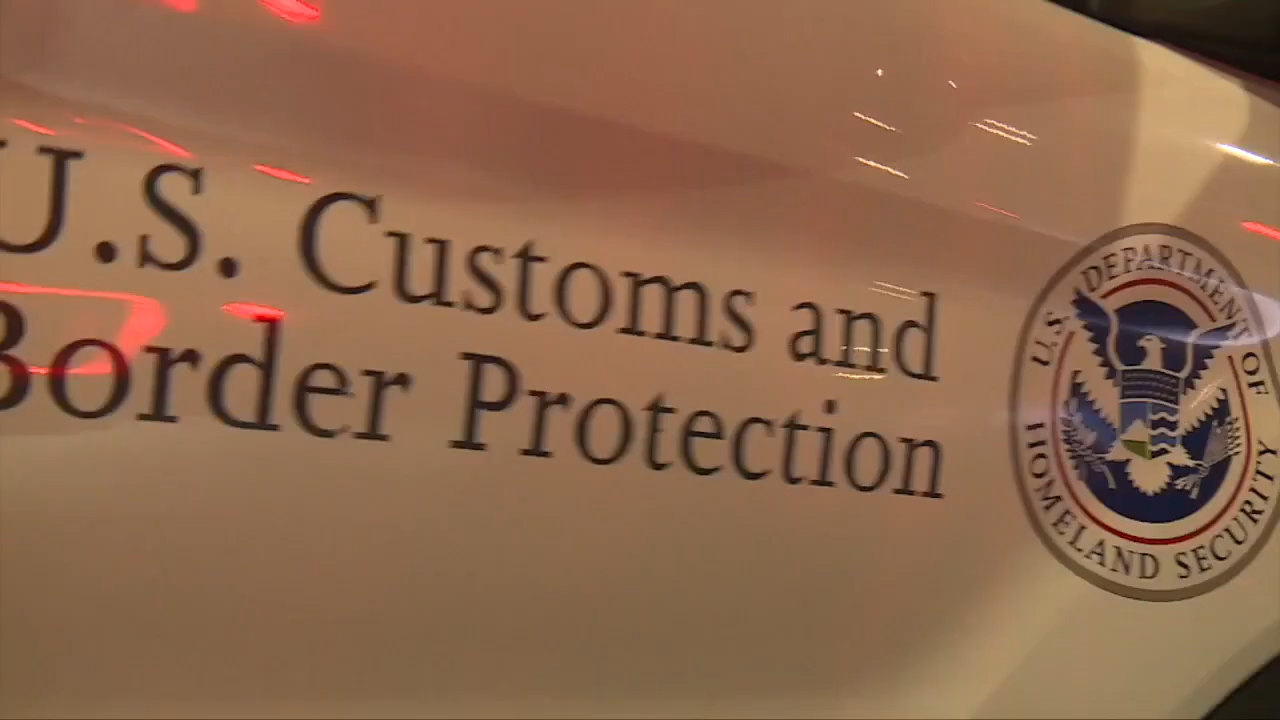 U.S. Customs and
Border Protection
U.S. DEPARTMENT OF
HOMELAND SECURITY